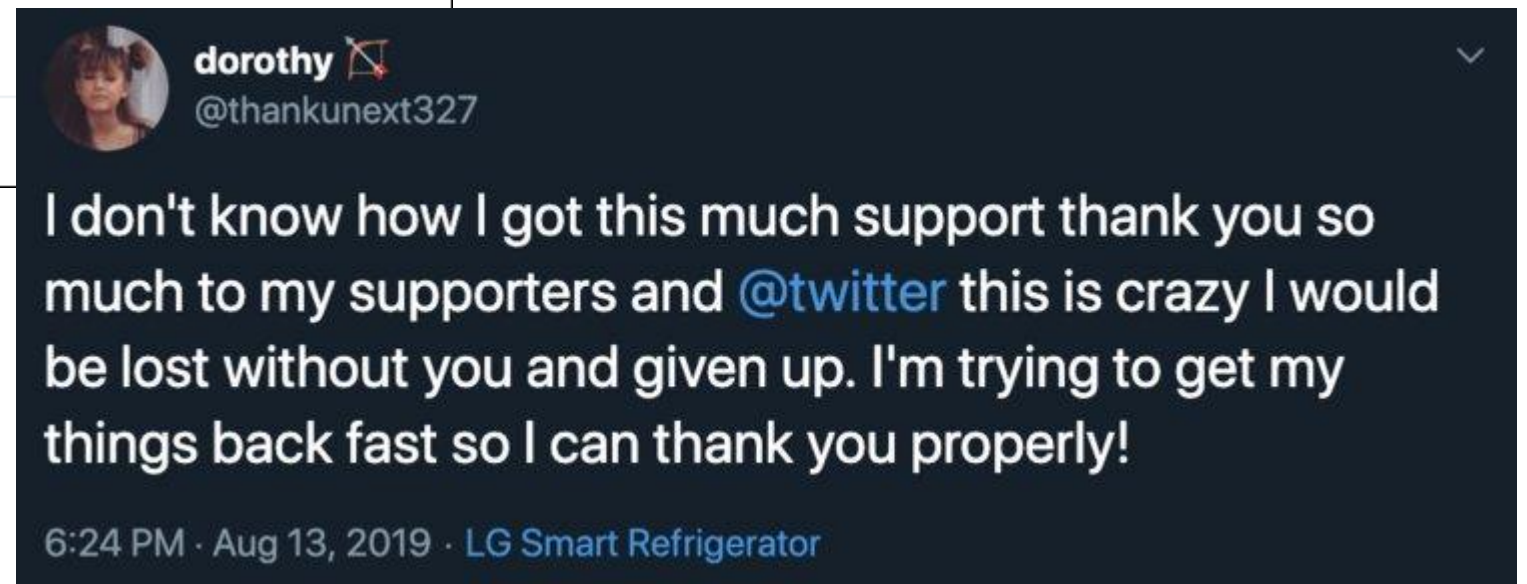 dorothy 🏹
@thankunext327
I don't know how I got this much support thank you so
much to my supporters and @twitter this is crazy I would
be lost without you and given up. I'm trying to get my
things back fast so I can thank you properly!
6:24 PM · Aug 13, 2019 · LG Smart Refrigerator